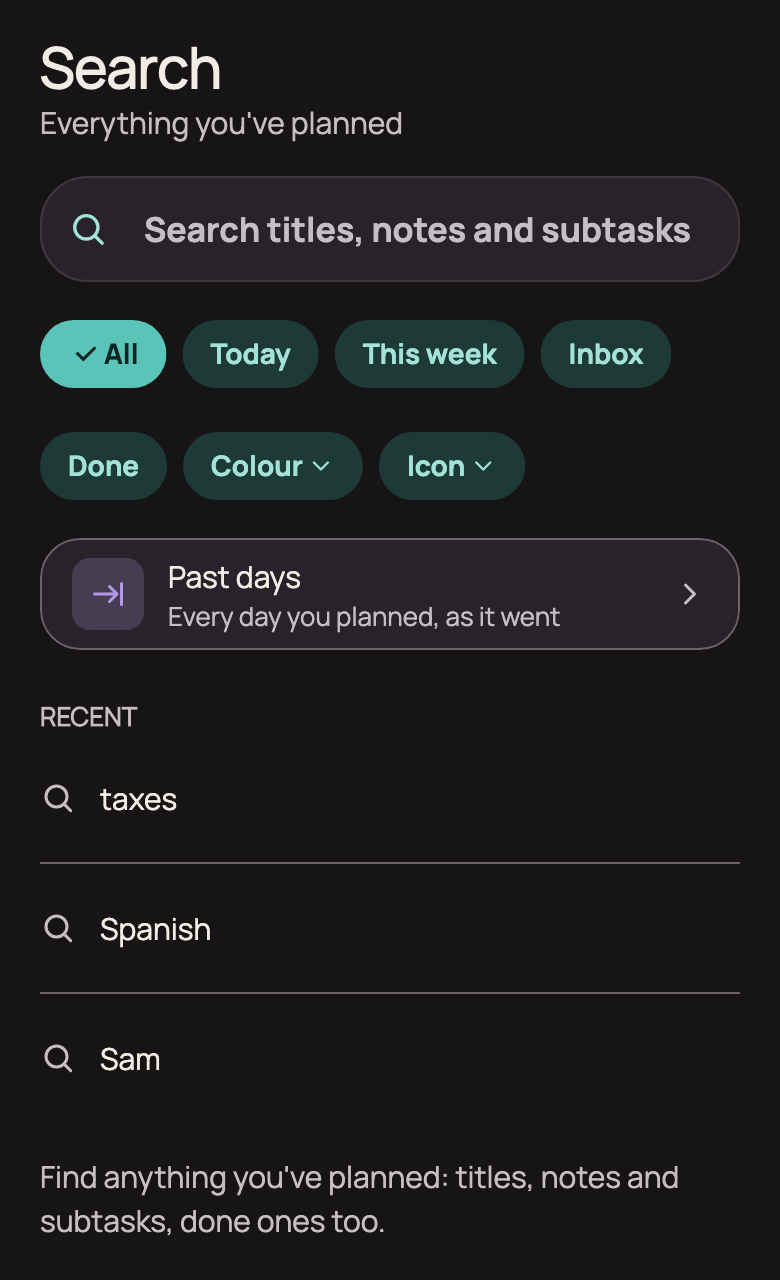 Search
Everything you've planned
Search titles, notes and subtasks
All Today This week Inbox
Done Colour Icon
Past days
Every day you planned, as it went
RECENT
taxes
Spanish
Sam
Find anything you've planned: titles, notes and
subtasks, done ones too.